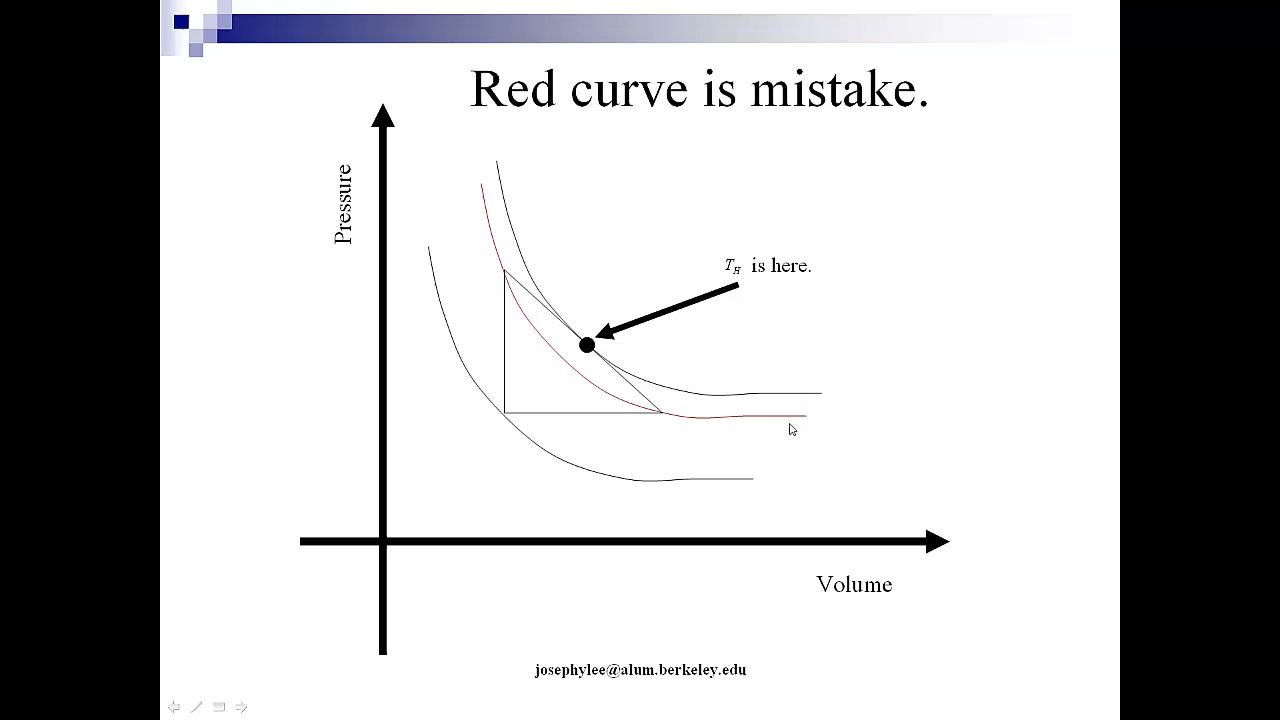 Red curve is mistake.
Pressure
T_H is here.
Volume
josephylee@alum.berkeley.edu